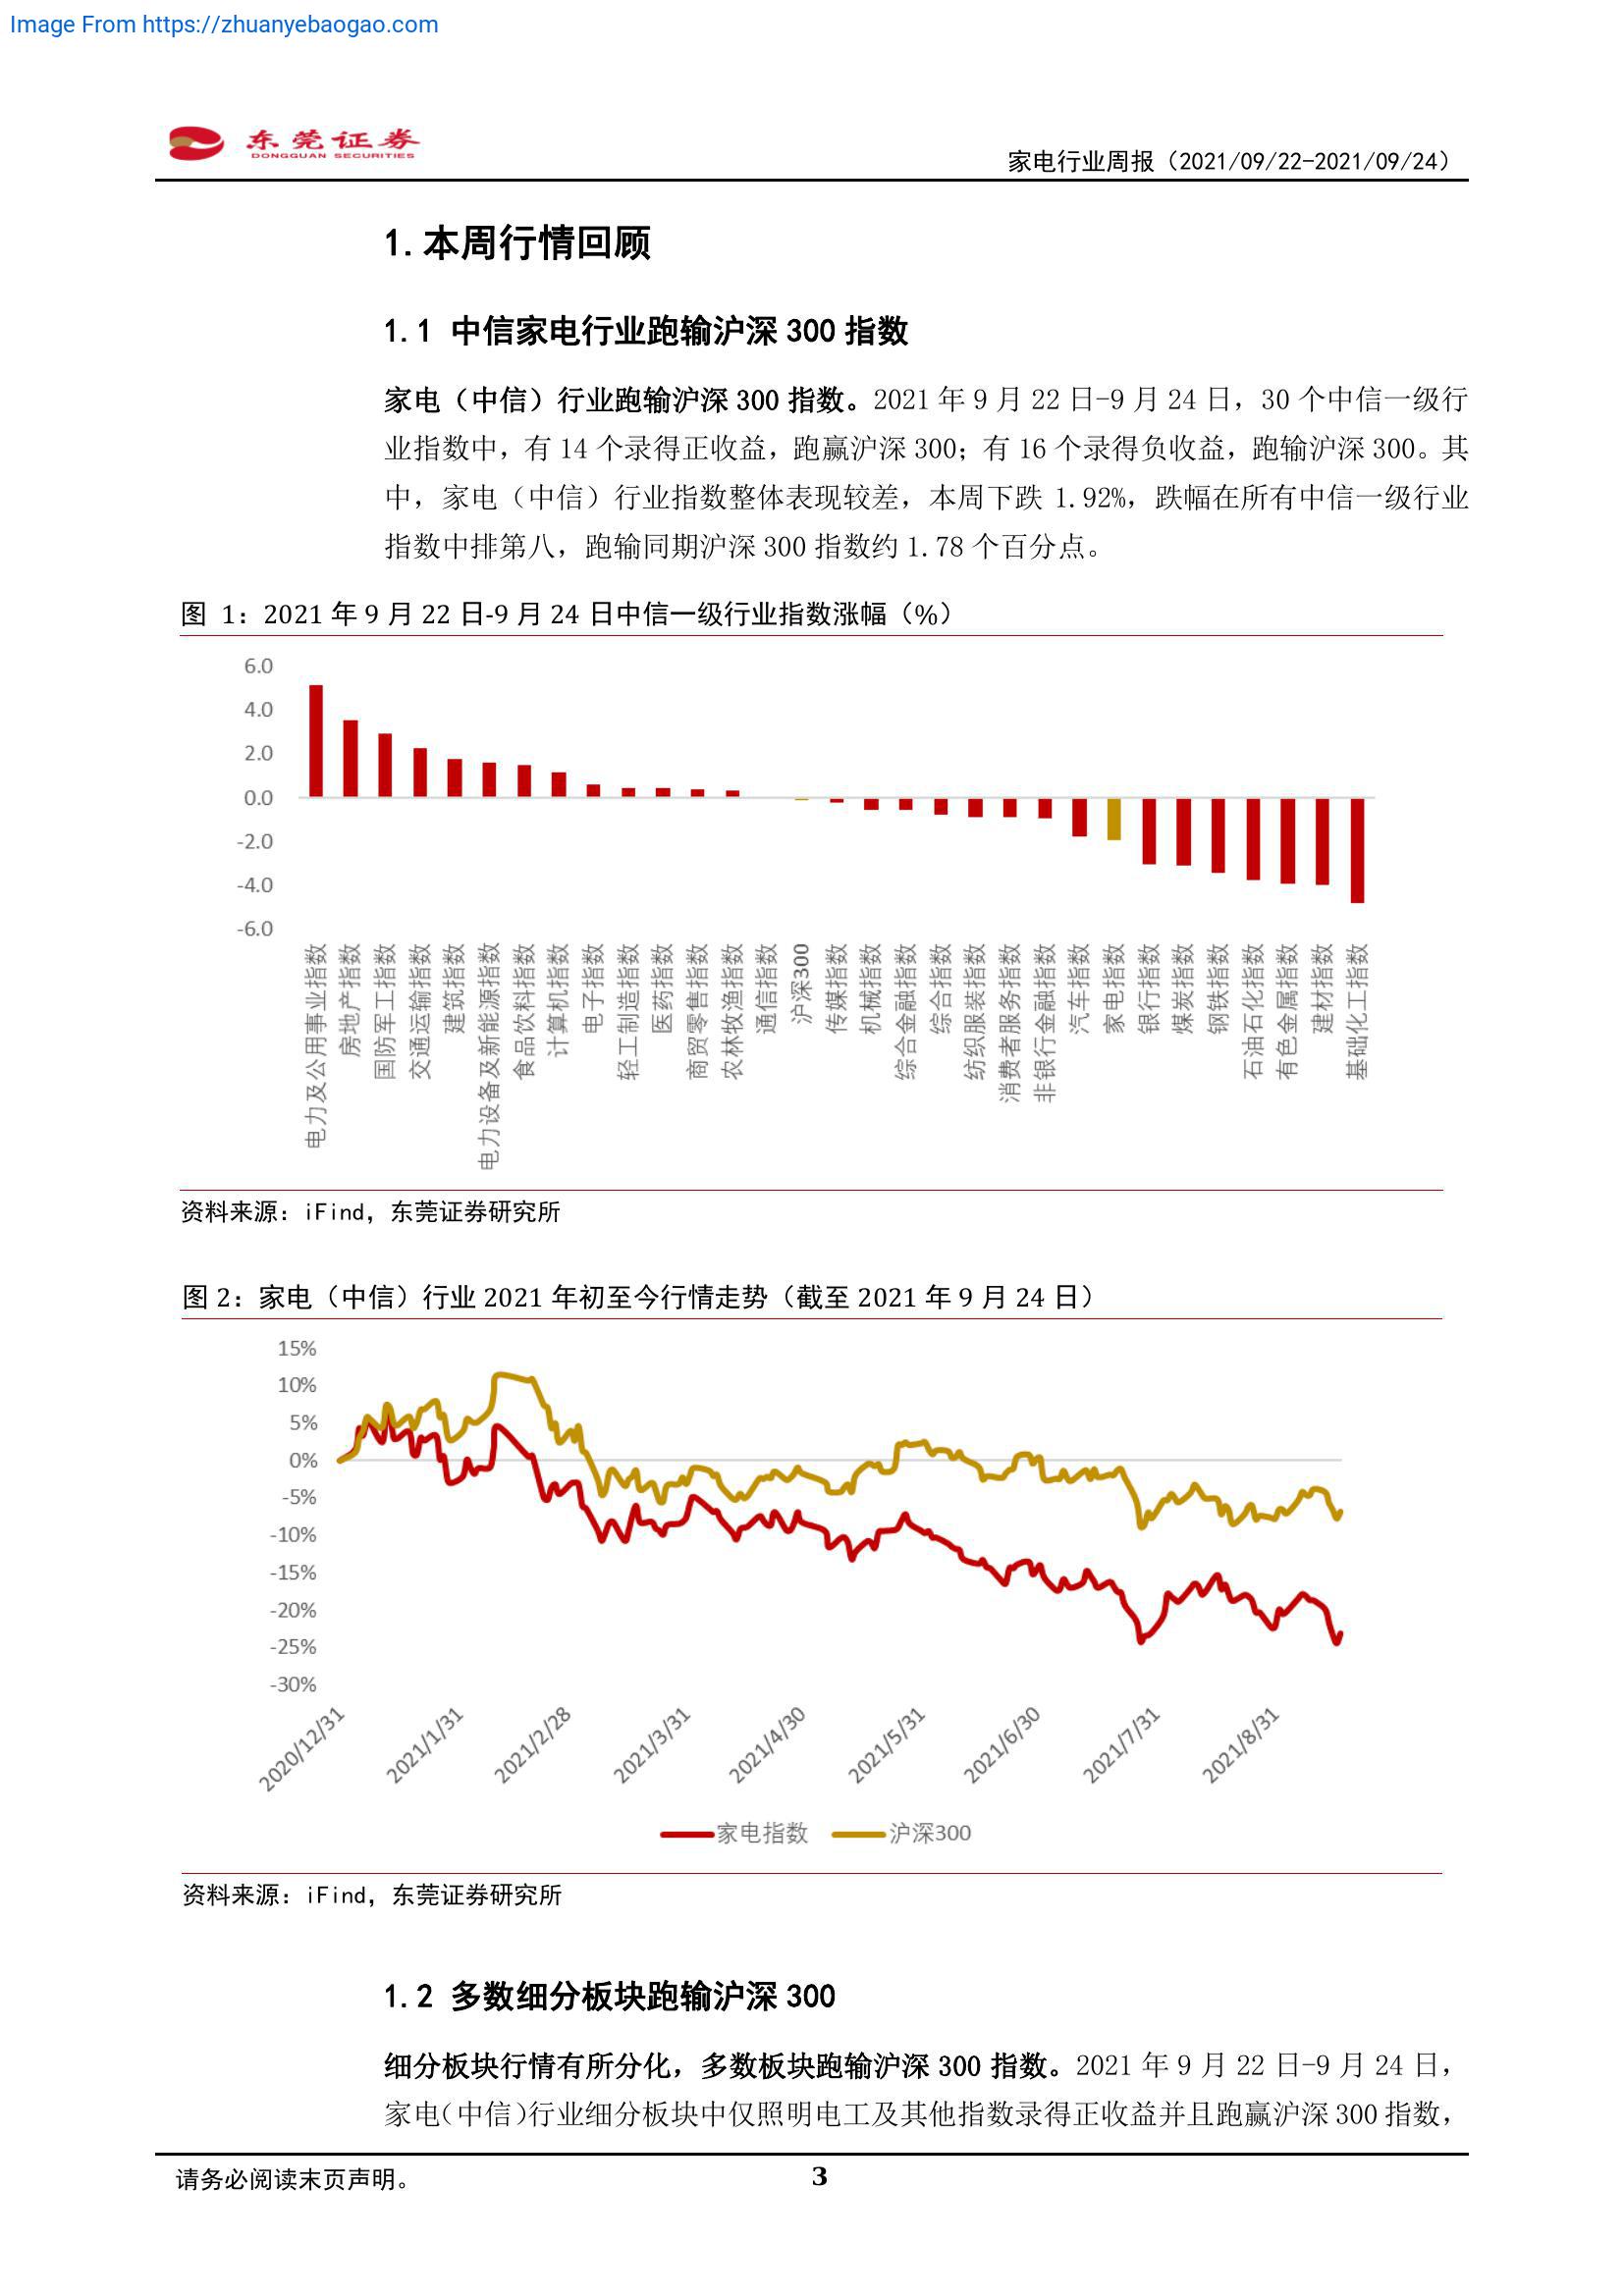 Image From https://zhuanyebaogao.com
东莞证券
DONGGUAN SECURITIES
家电行业周报（2021/09/22-2021/09/24）
1.本周行情回顾
1.1 中信家电行业跑输沪深 300 指数
家电（中信）行业跑输沪深 300 指数。2021 年 9 月 22 日-9 月 24 日，30 个中信一级行
业指数中，有 14 个录得正收益，跑赢沪深 300；有 16 个录得负收益，跑输沪深 300。其
中，家电（中信）行业指数整体表现较差，本周下跌 1.92%，跌幅在所有中信一级行业
指数中排第八，跑输同期沪深 300 指数约 1.78 个百分点。
图 1：2021 年 9 月 22 日-9 月 24 日中信一级行业指数涨幅（%）
6.0
4.0
2.0
0.0
-2.0
-4.0
-6.0
电力及公用事业指数
房地产指数
国防军工指数
交通运输指数
建筑指数
电力设备及新能源指数
食品饮料指数
计算机指数
电子指数
轻工制造指数
医药指数
商贸零售指数
农林牧渔指数
通信指数
沪深300
传媒指数
机械指数
综合金融指数
综合指数
纺织服装指数
消费者服务指数
非银行金融指数
汽车指数
家电指数
银行指数
煤炭指数
钢铁指数
石油石化指数
有色金属指数
建材指数
基础化工指数
资料来源：iFind，东莞证券研究所
图 2：家电（中信）行业 2021 年初至今行情走势（截至 2021 年 9 月 24 日）
15%
10%
5%
0%
-5%
-10%
-15%
-20%
-25%
-30%
2020/12/31
2021/1/31
2021/2/28
2021/3/31
2021/4/30
2021/5/31
2021/6/30
2021/7/31
2021/8/31
家电指数 沪深300
资料来源：iFind，东莞证券研究所
1.2 多数细分板块跑输沪深 300
细分板块行情有所分化，多数板块跑输沪深 300 指数。2021 年 9 月 22 日-9 月 24 日，
家电（中信）行业细分板块中仅照明电工及其他指数录得正收益并且跑赢沪深 300 指数，
请务必阅读末页声明。
3